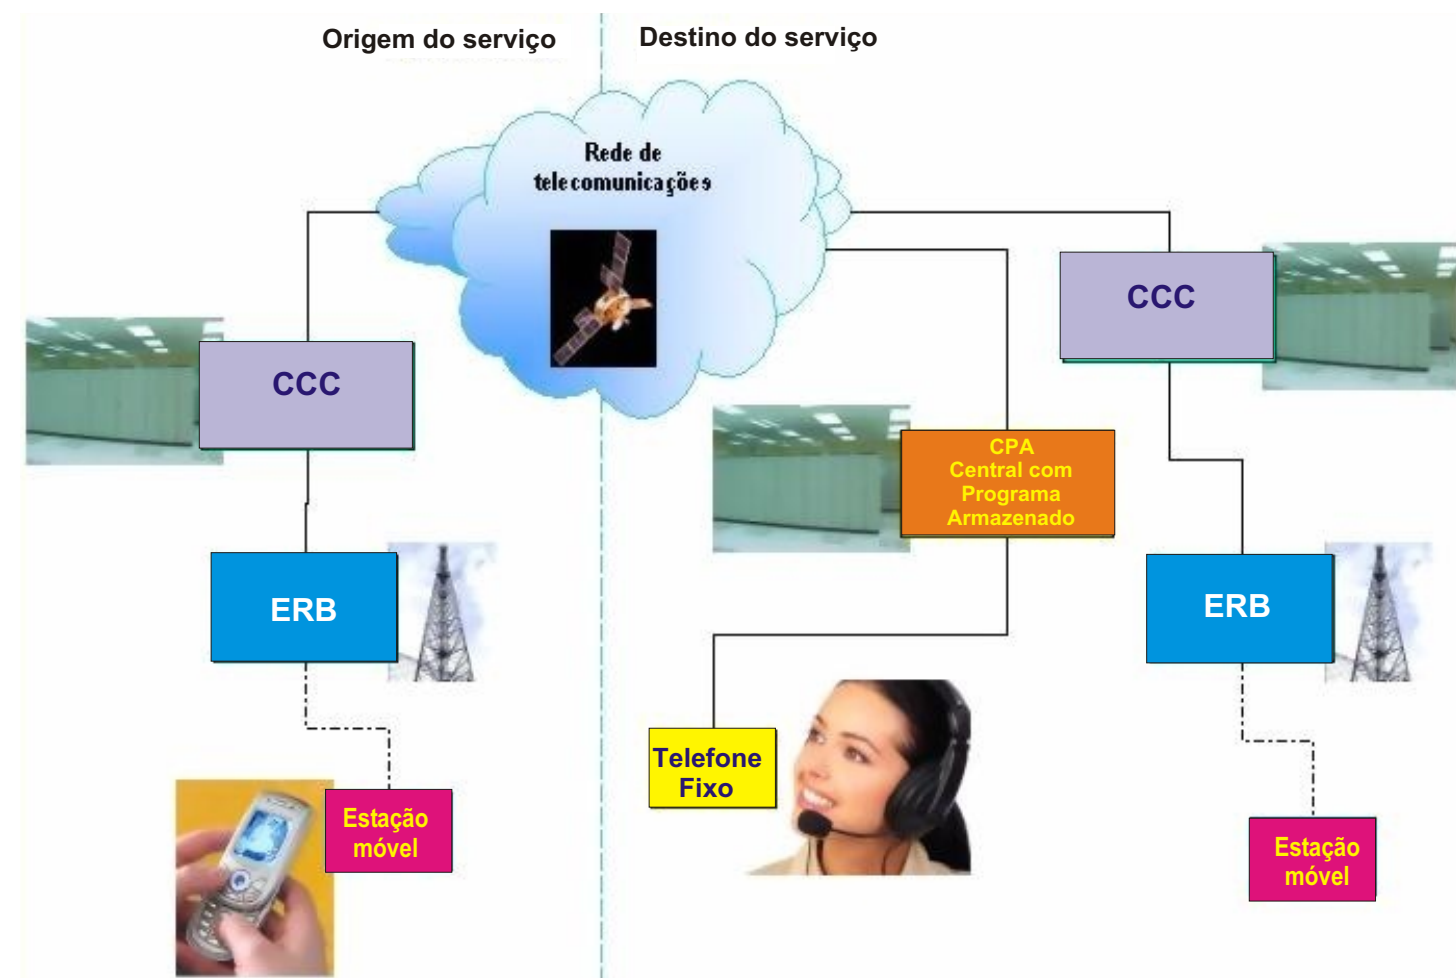 Origem do serviço
Destino do serviço
Rede de
telecomunicações
CCC
CCC
CPA
Central com
Programa
Armazenado
ERB
ERB
Telefone
Fixo
Estação
móvel
Estação
móvel